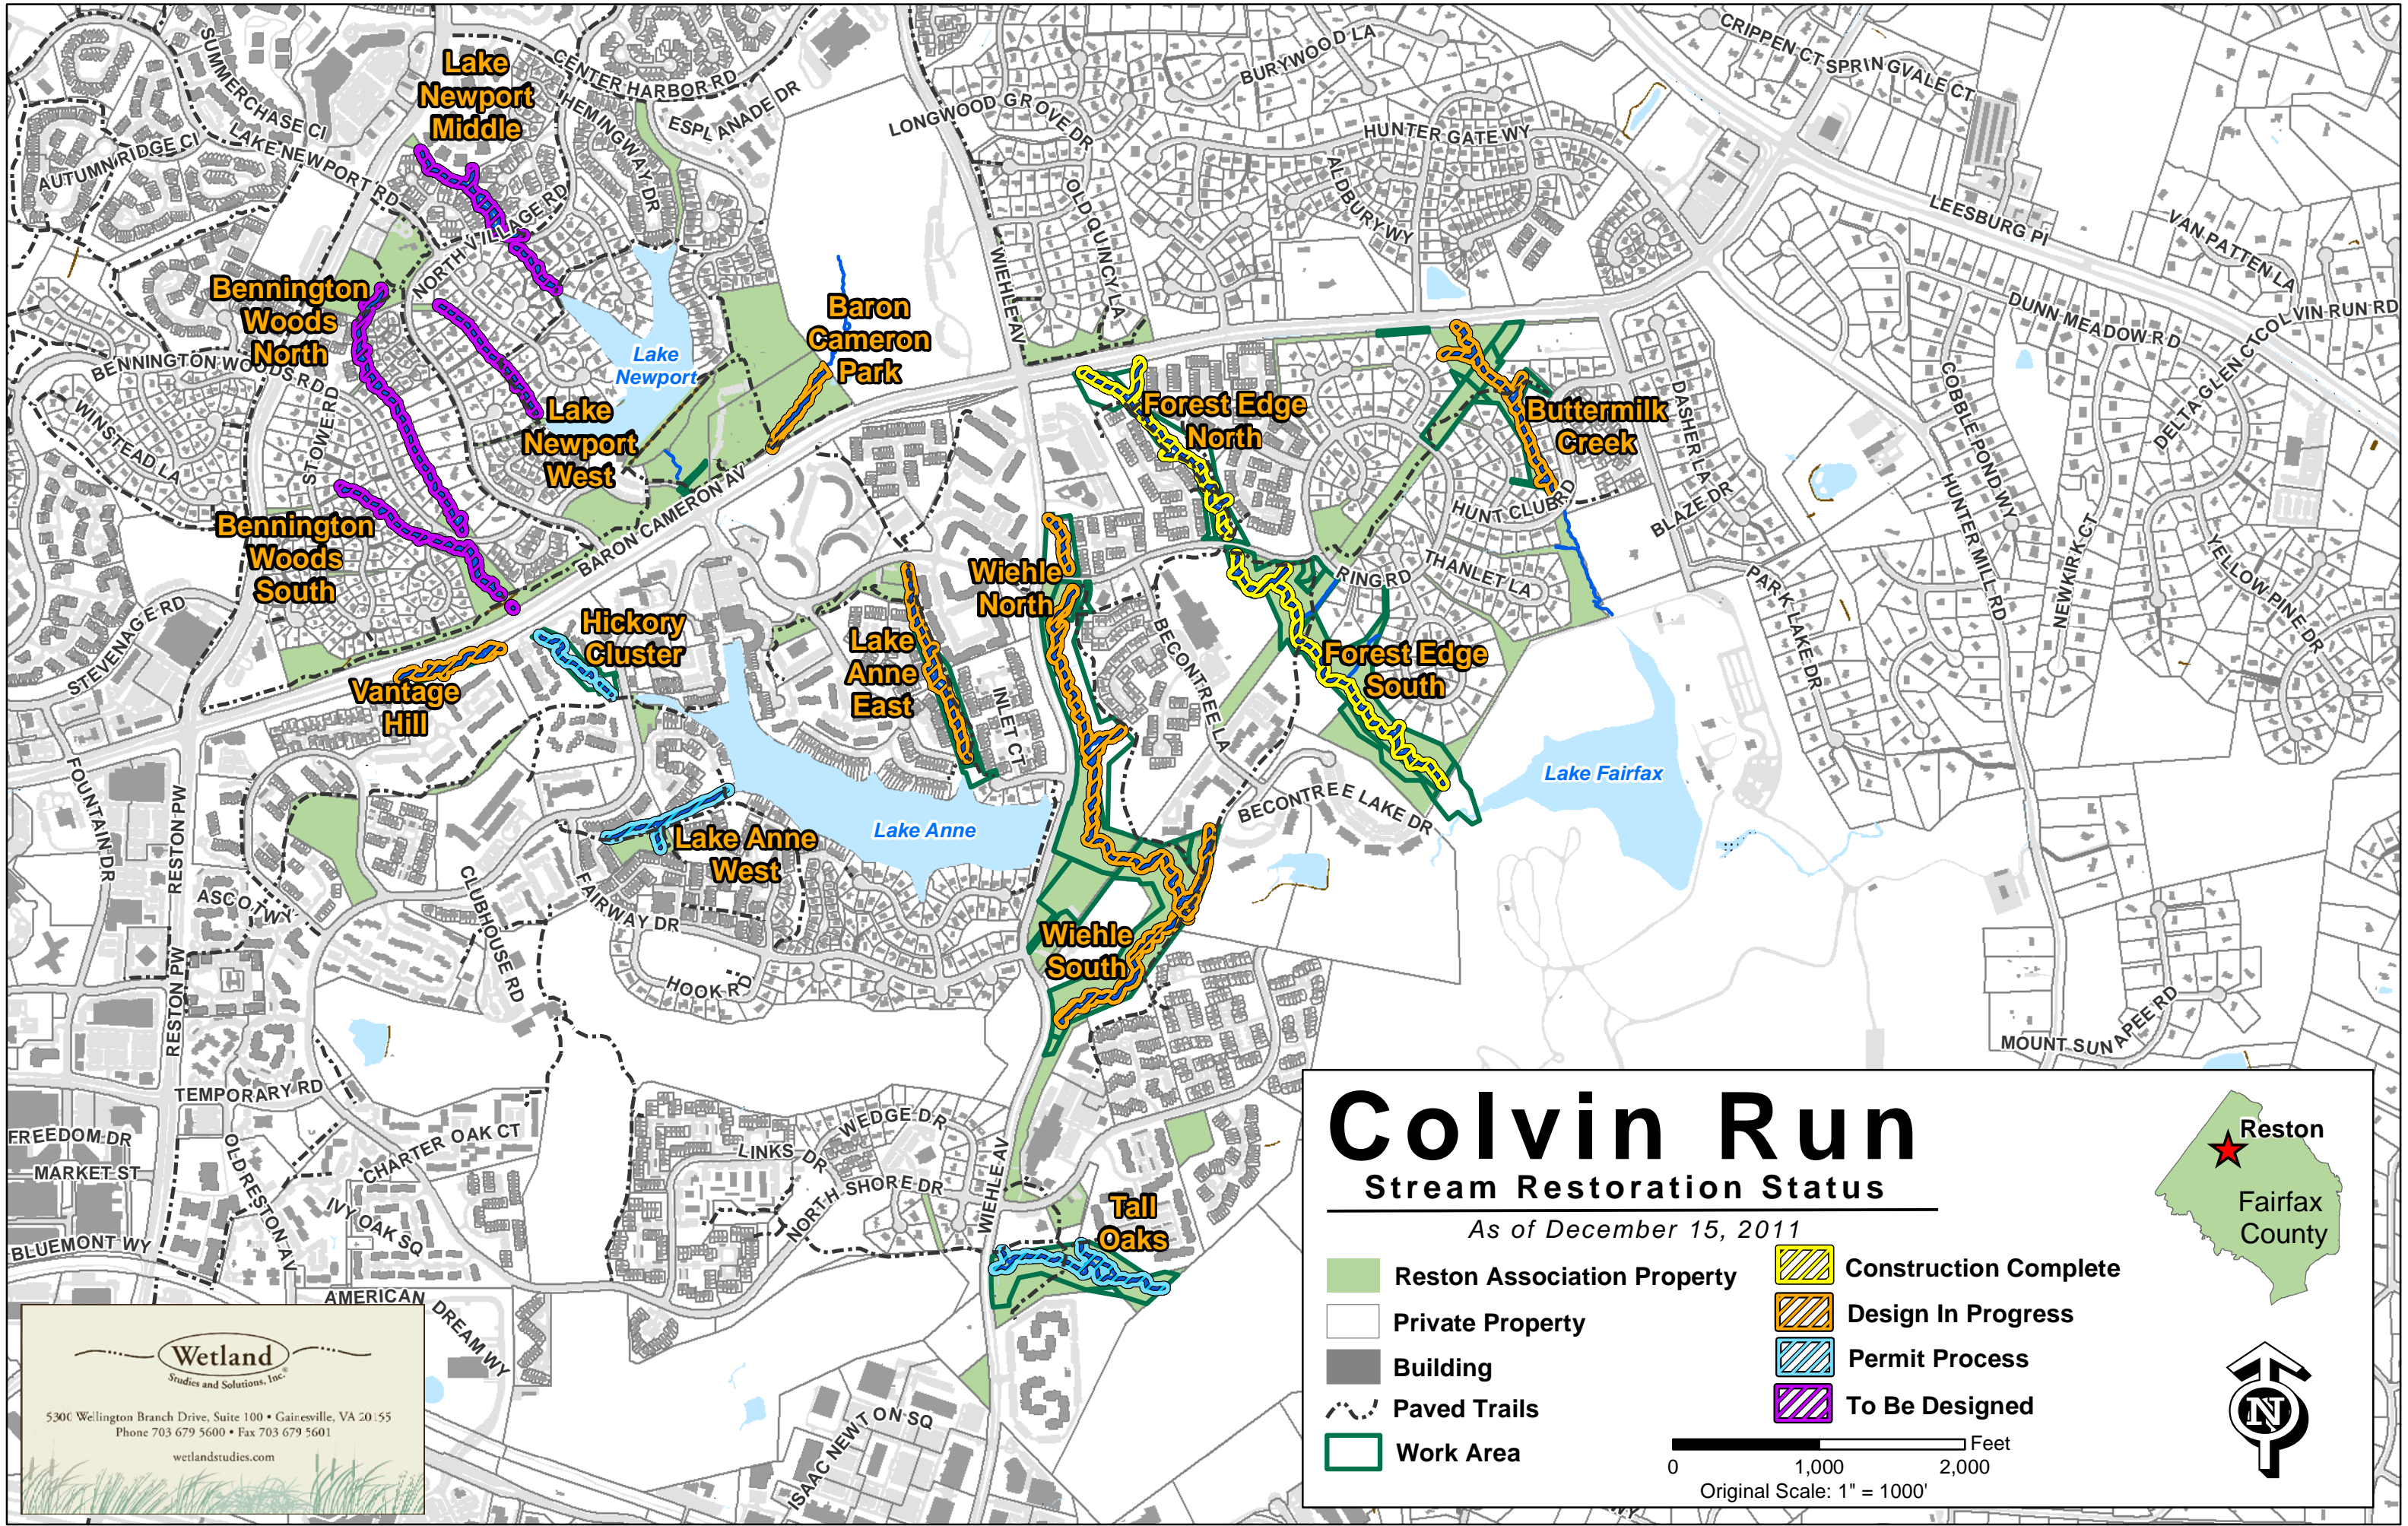 CRIPPEN CT
SPRINGVALE CT
SUMMERCHASE CI
Lake
Newport
Middle
CENTER HARBOR RD
HEMINGWAY DR
ESPLANADE DR
BURYWOOD LA
LONGWOOD GROVE DR
HUNTER GATE WY
LAKE NEWPORT RD
AUTUMN RIDGE CI
ALDBURY WY
OLD QUINCY LA
NORTH VILLAGE RD
LEESBURG PI
VAN PATTEN LA
WIEHLE AV
Bennington
Woods
North
Baron
Cameron
Park
DUNN MEADOW RD
COLVIN RUN RD
Lake
Newport
BENNINGTON WOODS RD
WINSTEAD LA
STOWE RD
Lake
Newport
West
Forest Edge
North
Buttermilk
Creek
DASHER LA
COBBLE POND WY
DELTA GLEN CT
Bennington
Woods
South
BARON CAMERON AV
HUNT CLUB RD
BLAZE DR
HUNTER MILL RD
NEWKIRK CT
YELLOW PINE DR
Wiehle
North
RING RD
THANLET LA
PARK LAKE DR
STEVENAGE RD
Hickory
Cluster
Lake
Anne
East
INLET CT
BECONTREE LA
Forest Edge
South
Vantage
Hill
Lake Fairfax
FOUNTAIN DR
RESTON PW
BECONTREE LAKE DR
Lake Anne
West
Lake Anne
CLUBHOUSE RD
FAIRWAY DR
ASCOT WY
RESTON PW
HOOK RD
Wiehle
South
MOUNT SUNAPEE RD
TEMPORARY RD
FREEDOM DR
MARKET ST
OLD RESTON AV
CHARTER OAK CT
WEDGE DR
LINKS DR
NORTH SHORE DR
WIEHLE AV
IVY OAK SQ
BLUEMONT WY
Tall
Oaks
AMERICAN DREAM WY
ISAAC NEWTON SQ
WY
Colvin Run
Stream Restoration Status
As of December 15, 2011
Reston Association Property
Private Property
Building
Paved Trails
Work Area
Construction Complete
Design In Progress
Permit Process
To Be Designed
Feet
0 1,000 2,000
Original Scale: 1" = 1000'
Reston
Fairfax
County
N
Wetland
Studies and Solutions, Inc.®
5300 Wellington Branch Drive, Suite 100 • Gainesville, VA 20155
Phone 703 679 5600 • Fax 703 679 5601
wetlandstudies.com